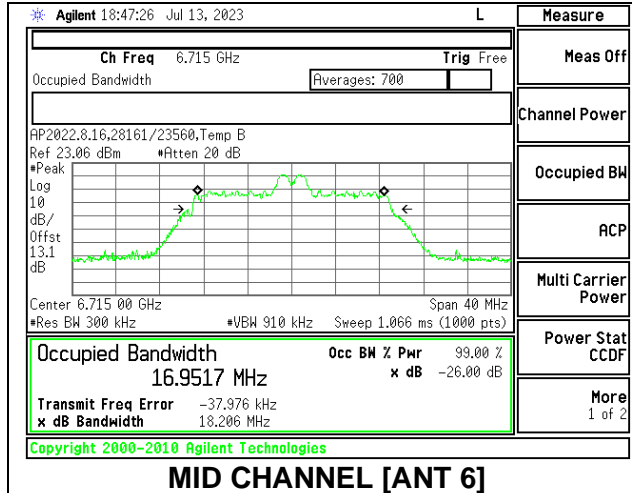 Agilent 18:47:26 Jul 13, 2023 L
Measure
Ch Freq 6.715 GHz Trig Free
Occupied Bandwidth Averages: 700
AP2022.8.16,28161/23560,Temp B
Ref 23.06 dBm #Atten 20 dB
#Peak
Log
10
dB/
Offst
13.1
dB
Center 6.715 00 GHz Span 40 MHz
#Res BW 300 kHz #VBW 910 kHz Sweep 1.066 ms (1000 pts)
Occupied Bandwidth Occ BW % Pwr 99.00 %
16.9517 MHz x dB -26.00 dB
Transmit Freq Error -37.976 kHz
x dB Bandwidth 18.206 MHz
Copyright 2000-2010 Agilent Technologies
Meas Off
Channel Power
Occupied BW
ACP
Multi Carrier
Power
Power Stat
CCDF
More
1 of 2
MID CHANNEL [ANT 6]